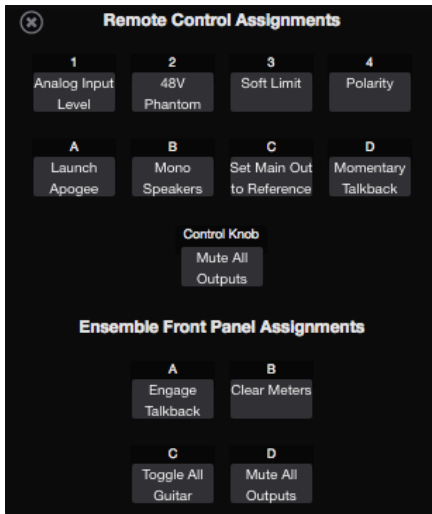 Remote Control Assignments
1 2 3 4
Analog Input 48V Soft Limit Polarity
Level Phantom
A B C D
Launch Mono Set Main Out Momentary
Apogee Speakers to Reference Talkback
Control Knob
Mute All
Outputs
Ensemble Front Panel Assignments
A B
Engage Clear Meters
Talkback
C D
Toggle All Mute All
Guitar Outputs